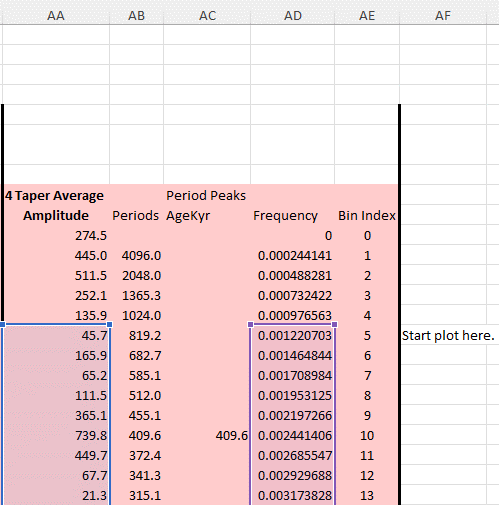 AA AB AC AD AE AF
4 Taper Average Period Peaks
Amplitude Periods AgeKyr Frequency Bin Index
274.5 0 0
445.0 4096.0 0.000244141 1
511.5 2048.0 0.000488281 2
252.1 1365.3 0.000732422 3
135.9 1024.0 0.000976563 4
45.7 819.2 0.001220703 5 Start plot here.
165.9 682.7 0.001464844 6
65.2 585.1 0.001708984 7
111.5 512.0 0.001953125 8
365.1 455.1 0.002197266 9
739.8 409.6 409.6 0.002441406 10
449.7 372.4 0.002685547 11
67.7 341.3 0.002929688 12
21.3 315.1 0.003173828 13